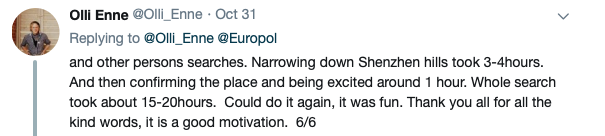 Olli Enne @Olli_Enne · Oct 31
Replying to @Olli_Enne @Europol
and other persons searches. Narrowing down Shenzhen hills took 3-4hours.
And then confirming the place and being excited around 1 hour. Whole search
took about 15-20hours.  Could do it again, it was fun. Thank you all for all the
kind words, it is a good motivation.  6/6